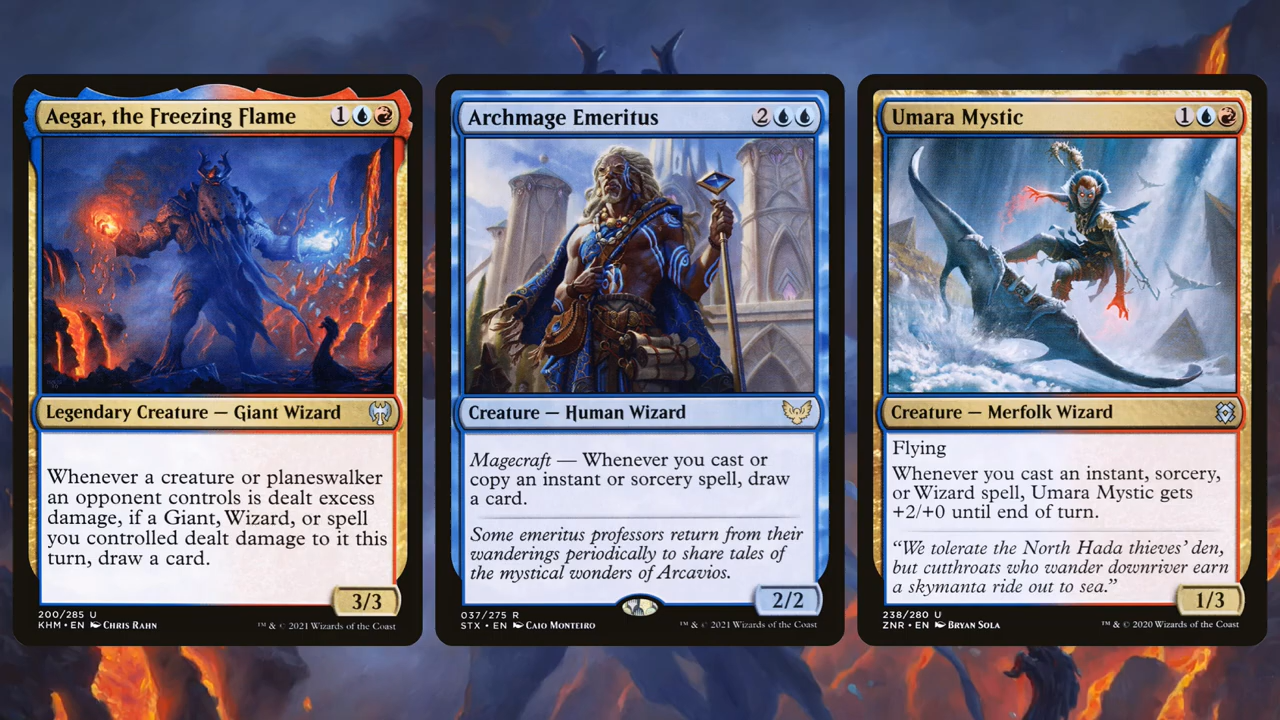 Aegar, the Freezing Flame
1
Legendary Creature — Giant Wizard
Whenever a creature or planeswalker
an opponent controls is dealt excess
damage, if a Giant, Wizard, or spell
you controlled dealt damage to it this
turn, draw a card.
3/3
200/285 U
KHM • EN Chris Rahn
™ & © 2021 Wizards of the Coast
Archmage Emeritus
2
Creature — Human Wizard
Magecraft — Whenever you cast or
copy an instant or sorcery spell, draw
a card.
Some emeritus professors return from their
wanderings periodically to share tales of
the mystical wonders of Arcavios.
2/2
037/275 R
STX • EN Caio Monteiro
™ & © 2021 Wizards of the Coast
Umara Mystic
1
Creature — Merfolk Wizard
Flying
Whenever you cast an instant, sorcery,
or Wizard spell, Umara Mystic gets
+2/+0 until end of turn.
“We tolerate the North Hada thieves’ den,
but cutthroats who wander downriver earn
a skymanta ride out to sea.”
1/3
238/280 U
ZNR • EN Bryan Sola
™ & © 2020 Wizards of the Coast